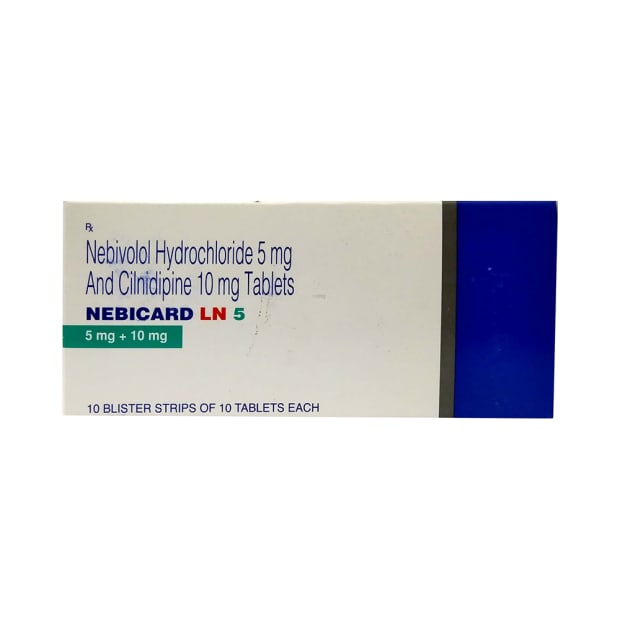 Rx
Nebivolol Hydrochloride 5 mg
And Cilnidipine 10 mg Tablets
NEBICARD LN 5
5 mg + 10 mg
10 BLISTER STRIPS OF 10 TABLETS EACH